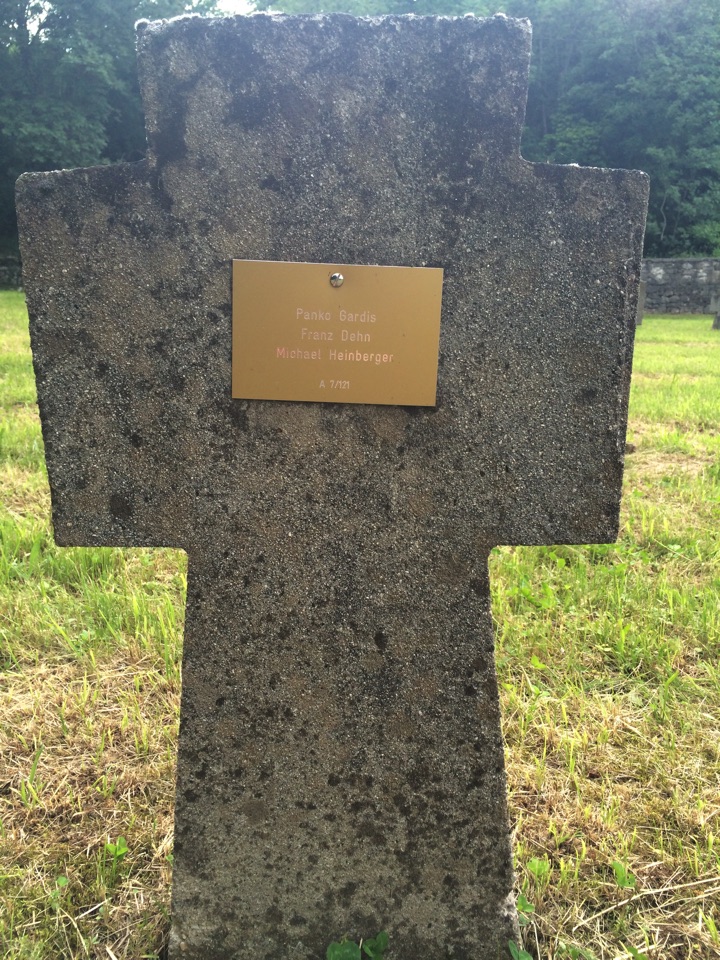 Panko Gardis
Franz Dehn
Michael Heinberger
A 7/121